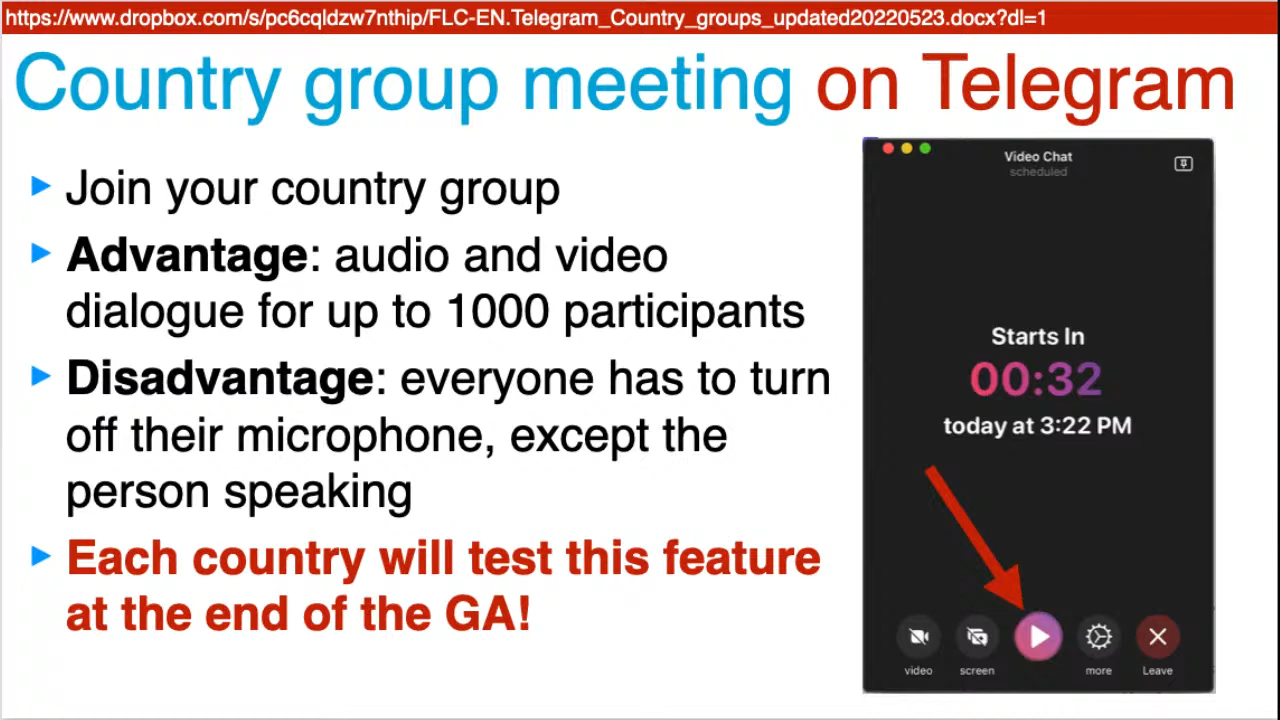 https://www.dropbox.com/s/pc6cqldzw7nthip/FLC-EN.Telegram_Country_groups_updated20220523.docx?dl=1
Country group meeting on Telegram
Join your country group
Advantage: audio and video
dialogue for up to 1000 participants
Disadvantage: everyone has to turn
off their microphone, except the
person speaking
Each country will test this feature
at the end of the GA!
Video Chat
scheduled
Starts In
00:32
today at 3:22 PM
video screen more Leave